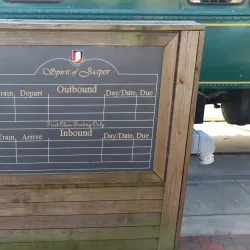 Spirit of Jasper
Outbound
Train, Depart Day/Date, Due
First Class Seating Only
Inbound
Train, Arrive Day/Date, Due